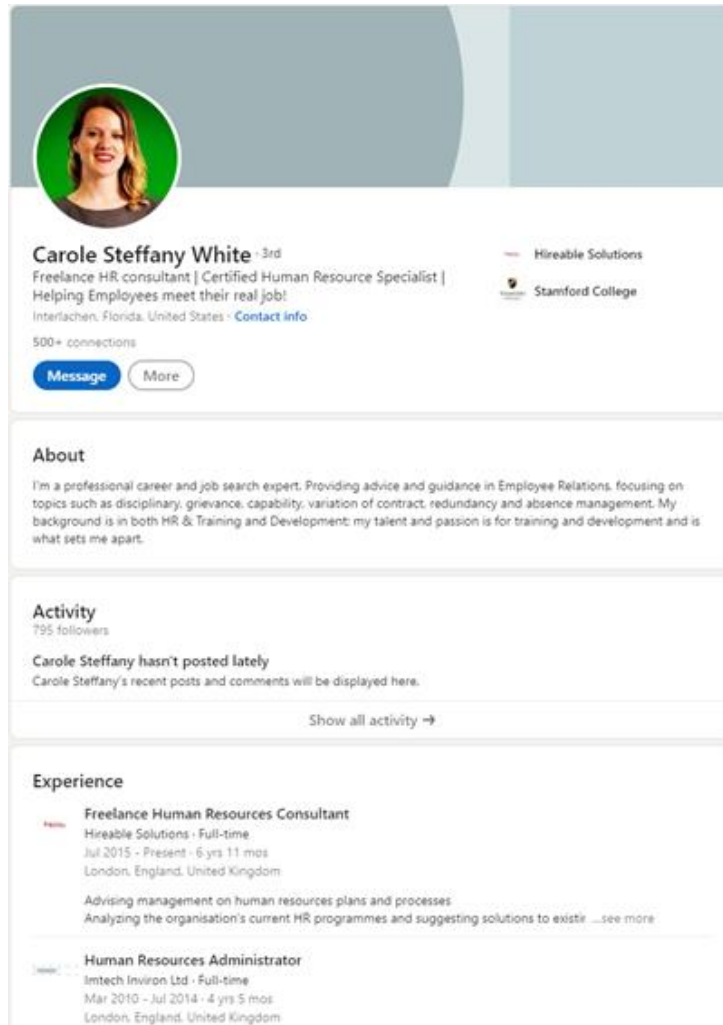 Carole Steffany White · 3rd
Freelance HR consultant | Certified Human Resource Specialist |
Helping Employees meet their real job!
Interlachen, Florida, United States · Contact info
500+ connections
Message
More
Hireable Solutions
Stamford College
About
I'm a professional career and job search expert. Providing advice and guidance in Employee Relations, focusing on
topics such as disciplinary, grievance, capability, variation of contract, redundancy and absence management. My
background is in both HR & Training and Development; my talent and passion is for training and development and is
what sets me apart.
Activity
795 followers
Carole Steffany hasn't posted lately
Carole Steffany's recent posts and comments will be displayed here.
Show all activity →
Experience
Freelance Human Resources Consultant
Hireable Solutions · Full-time
Jul 2015 - Present · 6 yrs 11 mos
London, England, United Kingdom
Advising management on human resources plans and processes
Analyzing the organisation's current HR programmes and suggesting solutions to existir ...see more
Human Resources Administrator
Imtech Inviron Ltd · Full-time
Mar 2010 - Jul 2014 · 4 yrs 5 mos
London, England, United Kingdom